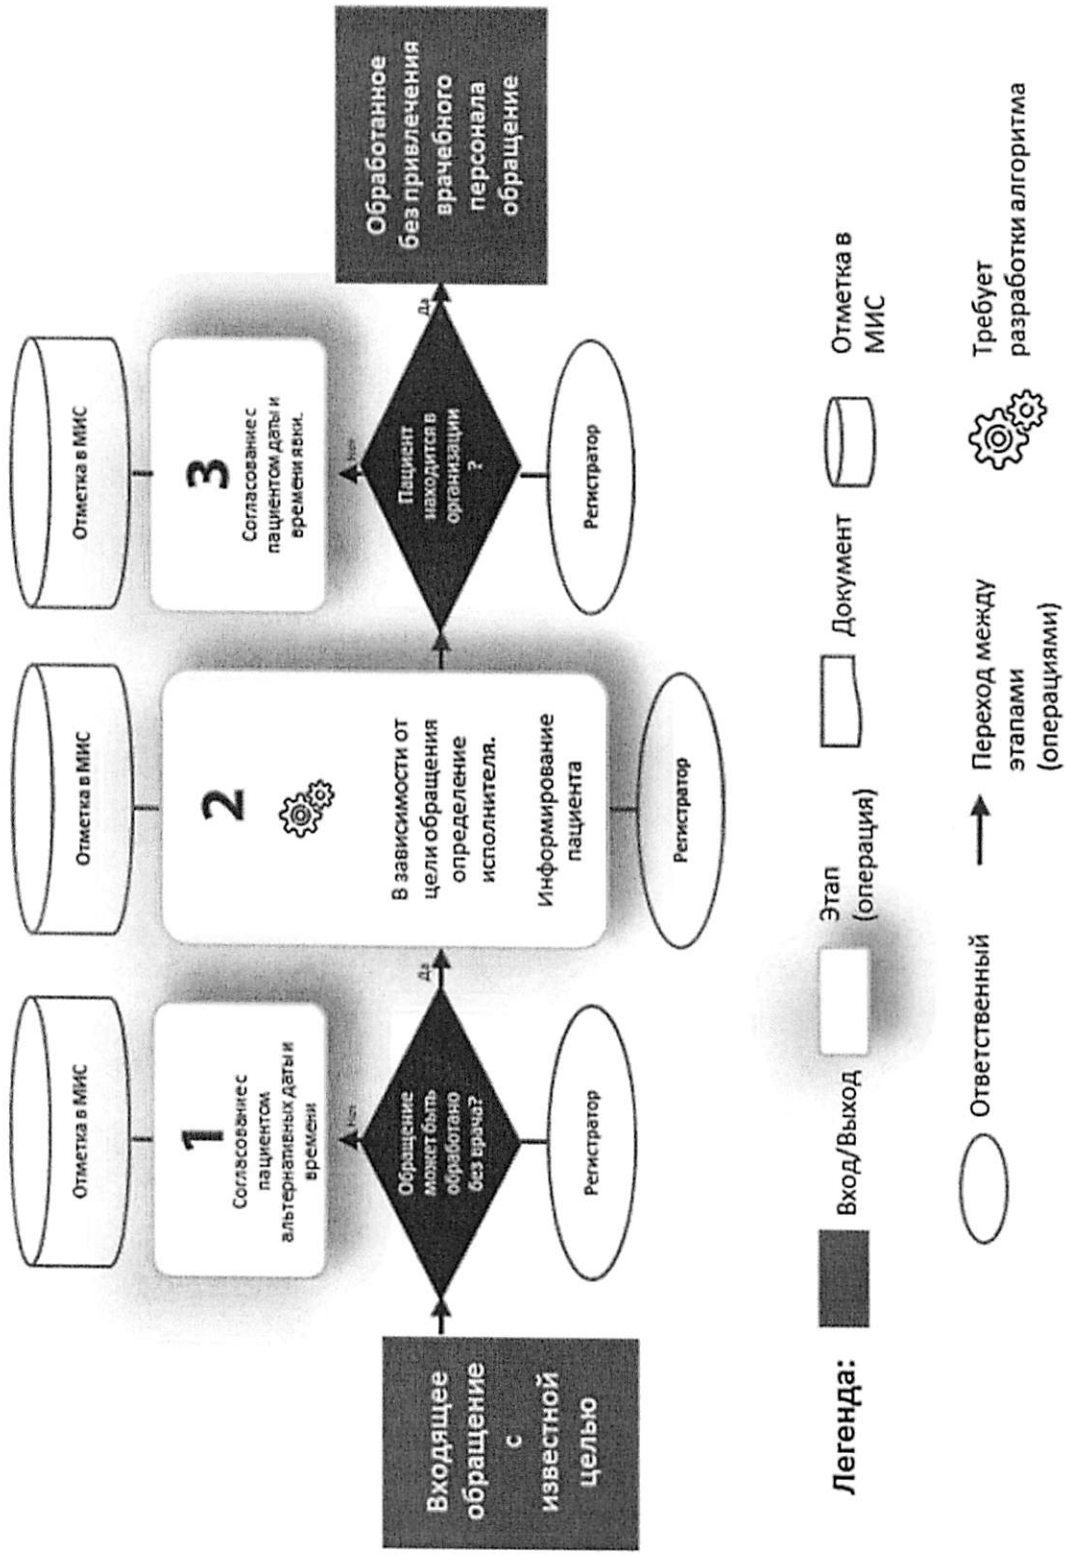 Отметка в МИС
Отметка в МИС
Отметка в МИС
1
Согласование с
пациентом
альтернативных даты и
времени
2
3
Согласование с
пациентом даты и
времени явки.
Входящее
обращение
с
известной
целью
Обращение
может быть
обработано
без врача?
Нет
Да
В зависимости от
цели обращения
определение
исполнителя.
Информирование
пациента
Пациент
находится в
организации
?
Нет
Да
Обработанное
без привлечения
врачебного
персонала
обращение
Регистратор
Регистратор
Регистратор
Легенда:
Вход/Выход
Этап
(операция)
Документ
Отметка в
МИС
Ответственный
Переход между
этапами
(операциями)
Требует
разработки алгоритма